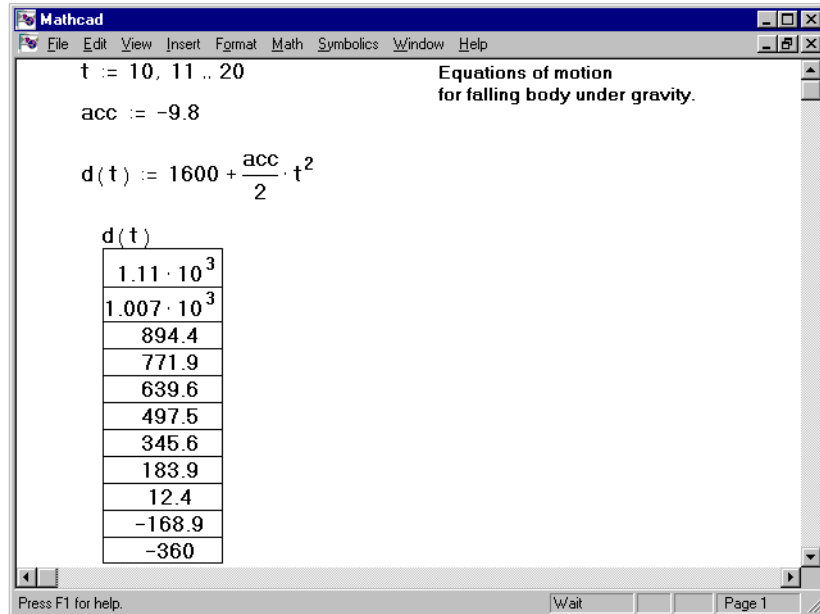 Mathcad
File Edit View Insert Format Math Symbolics Window Help
t := 10, 11 .. 20
Equations of motion
for falling body under gravity.
acc := −9.8
d(t) := 1600 + acc/2 · t²
d(t)
1.11 · 10³
1.007 · 10³
894.4
771.9
639.6
497.5
345.6
183.9
12.4
−168.9
−360
Press F1 for help.
Wait
Page 1